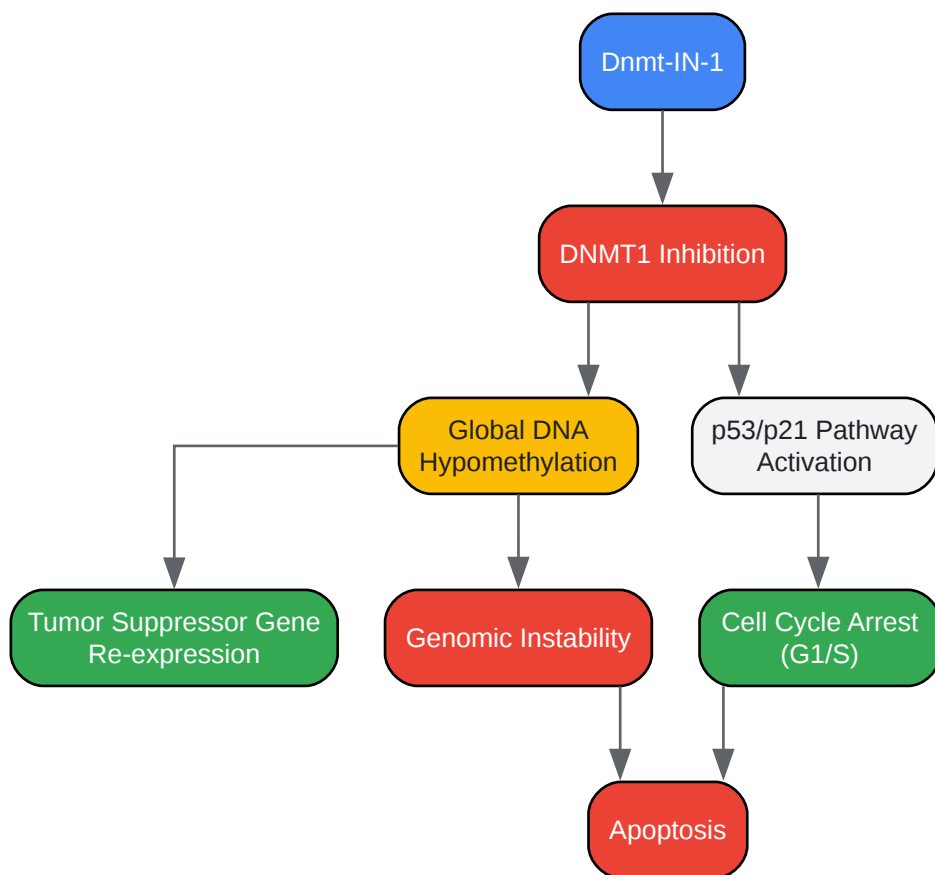 Dnmt-IN-1
DNMT1 Inhibition
Global DNA
Hypomethylation
p53/p21 Pathway
Activation
Tumor Suppressor Gene
Re-expression
Genomic Instability
Cell Cycle Arrest
(G1/S)
Apoptosis